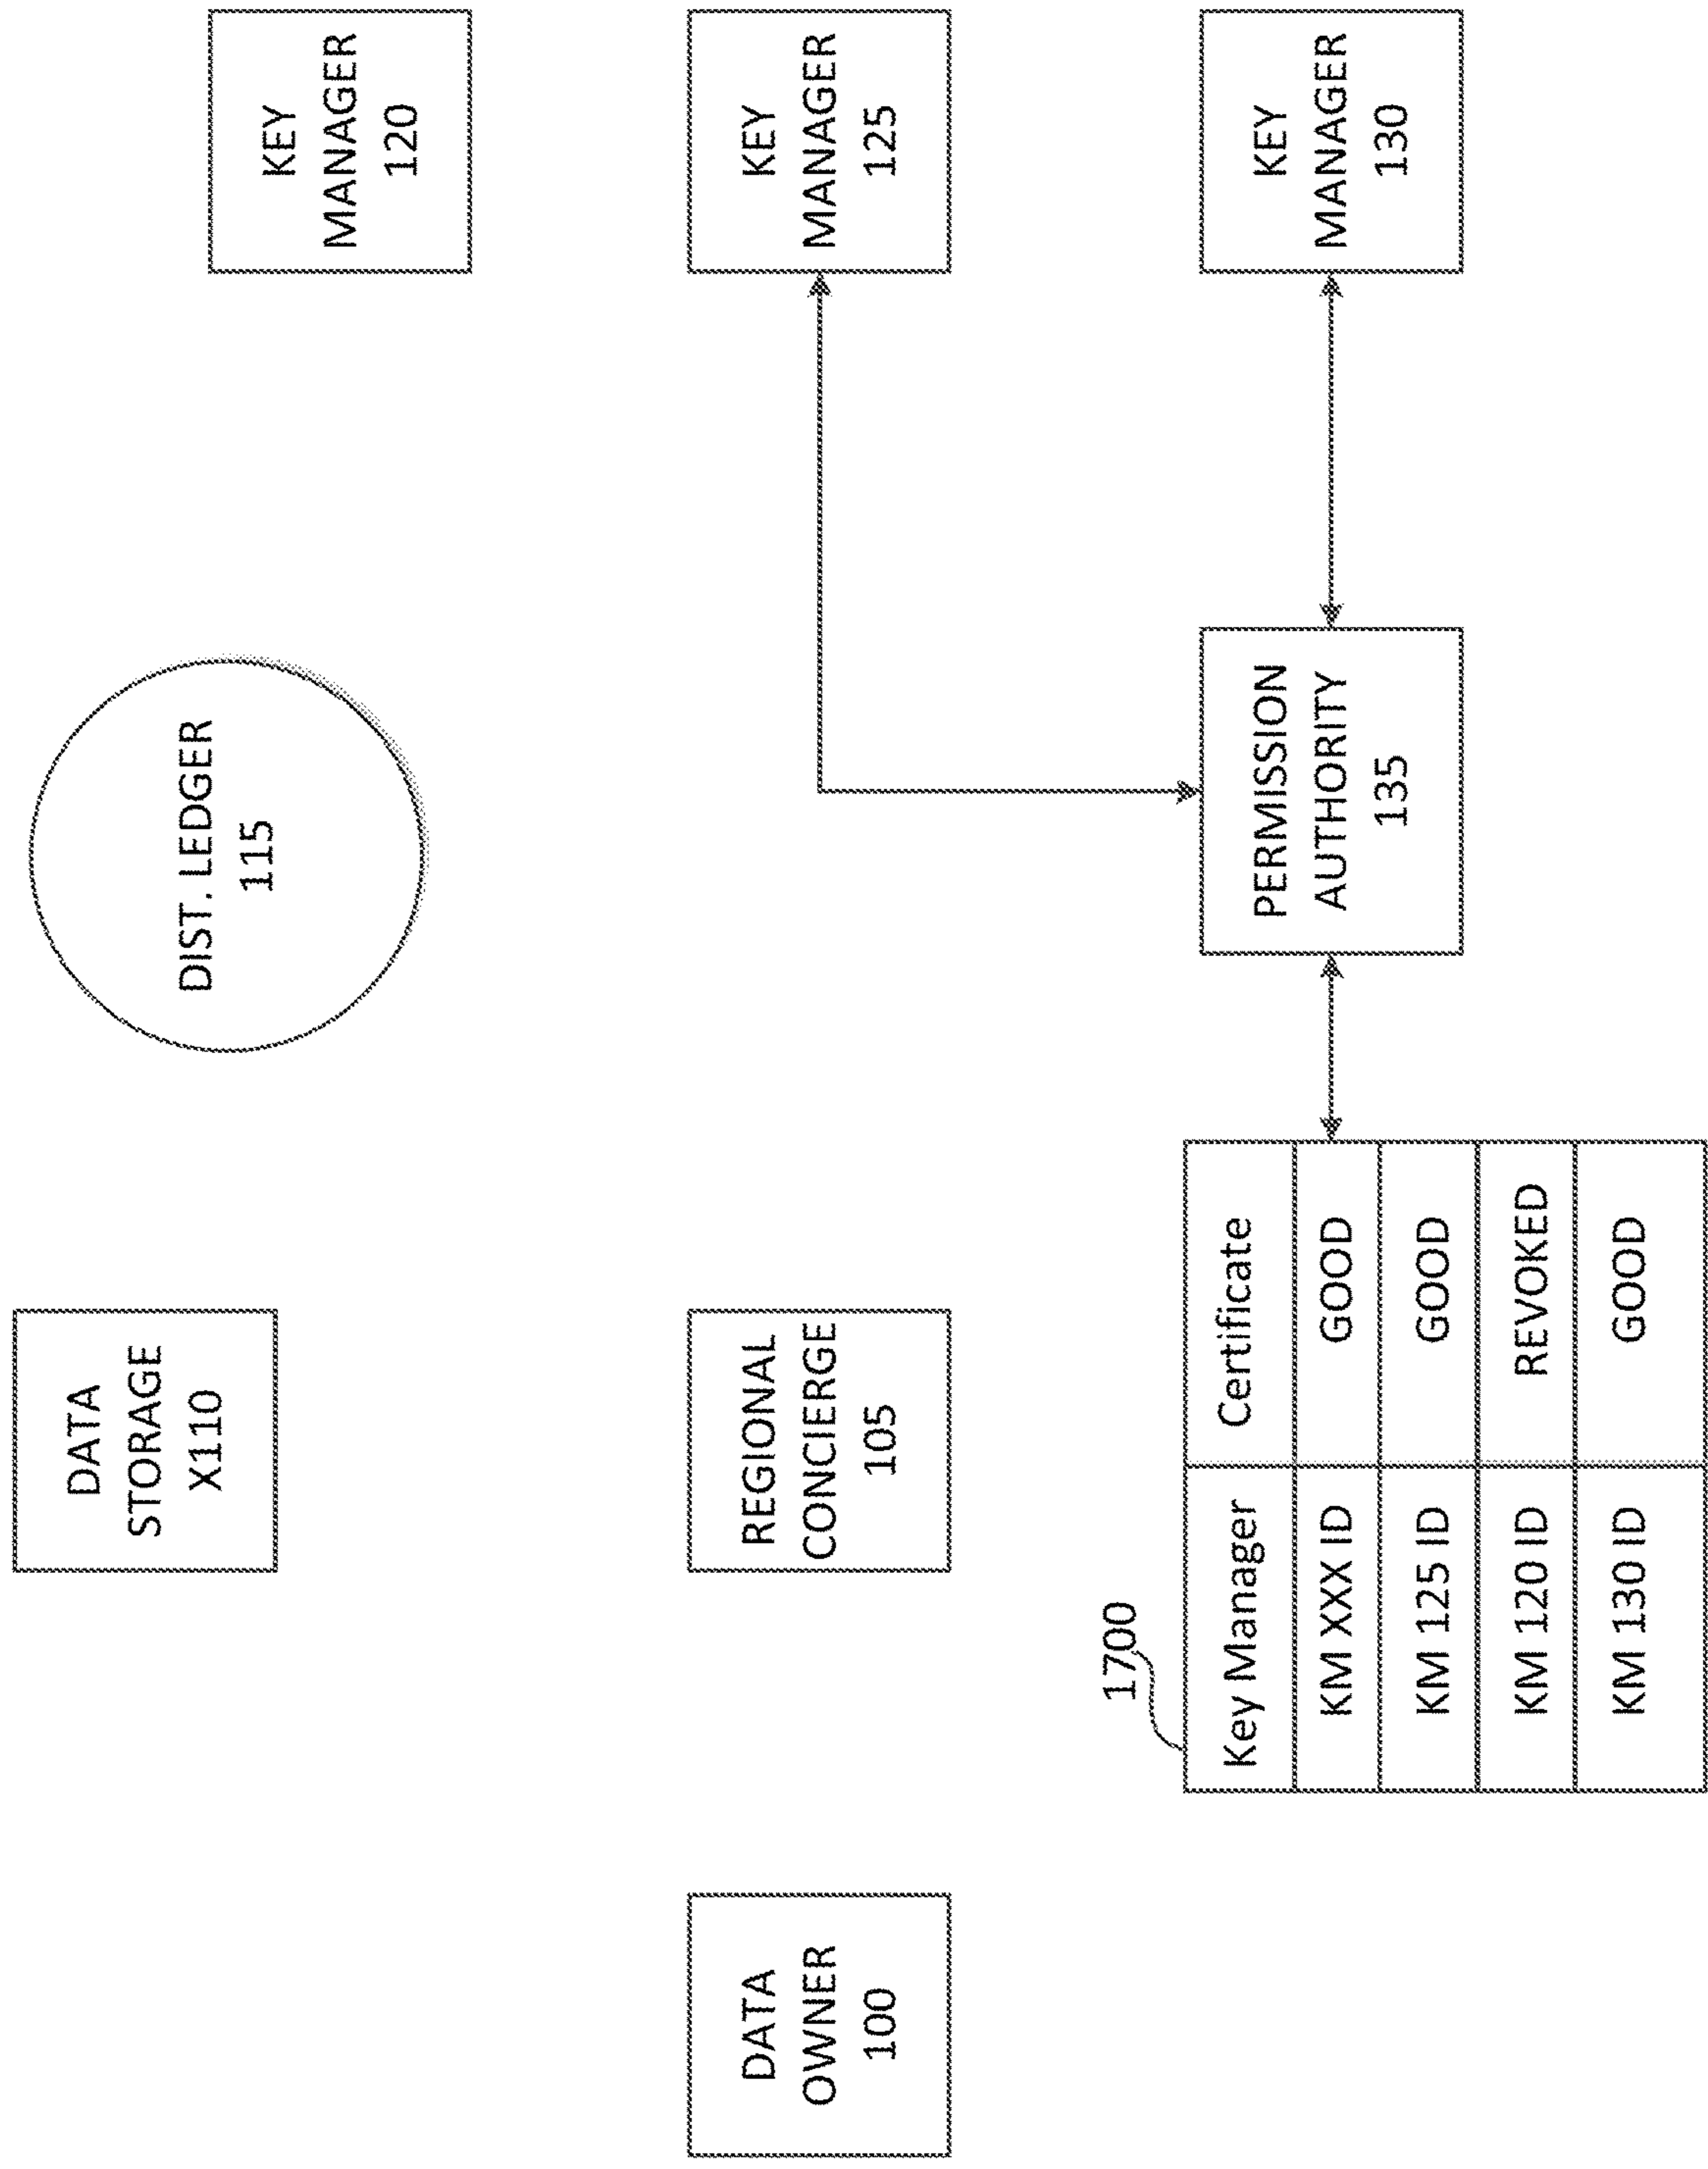 DATA
STORAGE
X110
DIST. LEDGER
115
KEY
MANAGER
120
DATA
OWNER
100
REGIONAL
CONCIERGE
105
KEY
MANAGER
125
1700
Key Manager Certificate
KM XXX ID GOOD
KM 125 ID GOOD
KM 120 ID REVOKED
KM 130 ID GOOD
PERMISSION
AUTHORITY
135
KEY
MANAGER
130